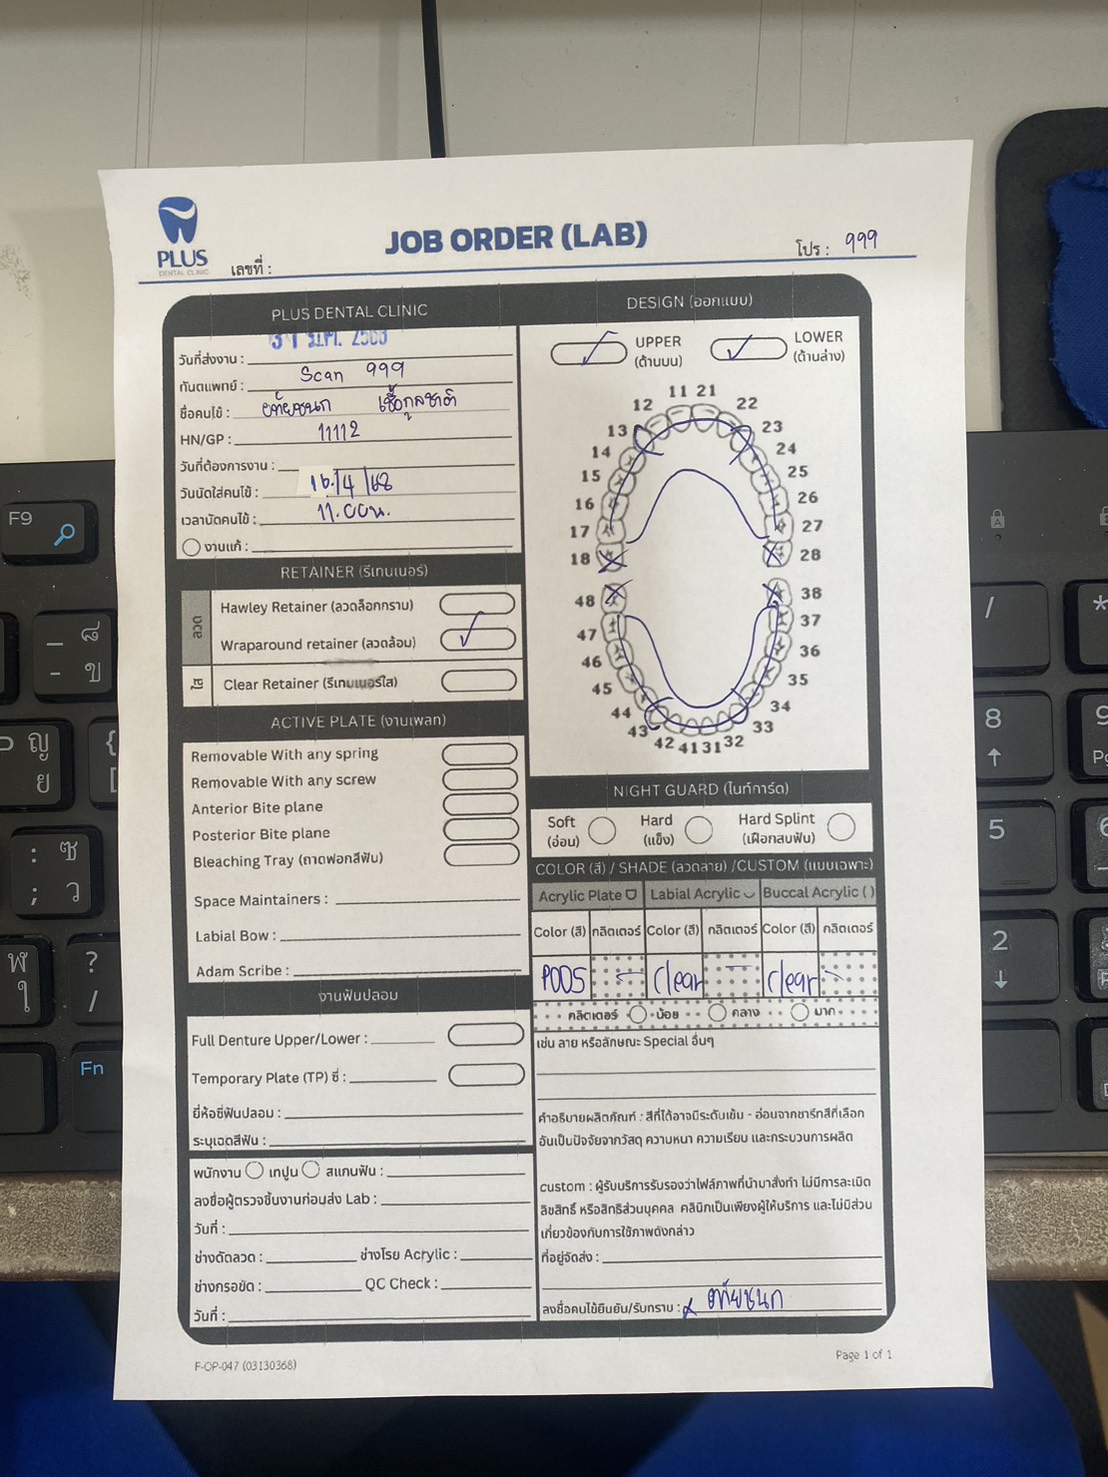 PLUS
DENTAL CLINIC
เลขที่ :
JOB ORDER (LAB)
โปร : 999
PLUS DENTAL CLINIC
วันที่ส่งงาน : 31 มี.ค. 2568
ทันตแพทย์ : Scan 999
ชื่อคนไข้ : หทัยชนก เชื้อกูลชาติ
HN/GP : 11112
วันที่ต้องการงาน :
วันนัดใส่คนไข้ : 16/4/68
เวลานัดคนไข้ : 11.00น.
งานแก้ :
RETAINER (รีเทนเนอร์)
ลวด
Hawley Retainer (ลวดล็อกกราม)
Wraparound retainer (ลวดล้อม)
ใส
Clear Retainer (รีเทนเนอร์ใส)
ACTIVE PLATE (งานเพลท)
Removable With any spring
Removable With any screw
Anterior Bite plane
Posterior Bite plane
Bleaching Tray (ถาดฟอกสีฟัน)
Space Maintainers :
Labial Bow :
Adam Scribe :
งานฟันปลอม
Full Denture Upper/Lower :
Temporary Plate (TP) ซี่ :
ยี่ห้อซี่ฟันปลอม :
ระบุเฉดสีฟัน :
พนักงาน เทปูน สแกนฟัน :
ลงชื่อผู้ตรวจชิ้นงานก่อนส่ง Lab :
วันที่ :
ช่างดัดลวด : ช่างโรย Acrylic :
ช่างกรอขัด : QC Check :
วันที่ :
DESIGN (ออกแบบ)
UPPER
(ด้านบน)
LOWER
(ด้านล่าง)
11 21
12 22
13 23
14 24
15 25
16 26
17 27
18 28
48 38
47 37
46 36
45 35
44 34
43 33
42 41 31 32
NIGHT GUARD (ไนท์การ์ด)
Soft
(อ่อน)
Hard
(แข็ง)
Hard Splint
(เฝือกสบฟัน)
COLOR (สี) / SHADE (ลวดลาย) /CUSTOM (แบบเฉพาะ)
Acrylic Plate Labial Acrylic Buccal Acrylic ( )
Color (สี) กลิตเตอร์ Color (สี) กลิตเตอร์ Color (สี) กลิตเตอร์
P005 - Clear - Clear -
กลิตเตอร์ น้อย กลาง มาก
เช่น ลาย หรือลักษณะ Special อื่นๆ
คำอธิบายผลิตภัณฑ์ : สีที่ได้อาจมีระดับเข้ม - อ่อนจากชาร์ทสีที่เลือก
อันเป็นปัจจัยจากวัสดุ ความหนา ความเรียบ และกระบวนการผลิต
custom : ผู้รับบริการรับรองว่าไฟล์ภาพที่นำมาสั่งทำ ไม่มีการละเมิด
ลิขสิทธิ์ หรือสิทธิส่วนบุคคล คลินิกเป็นเพียงผู้ให้บริการ และไม่มีส่วน
เกี่ยวข้องกับการใช้ภาพดังกล่าว
ที่อยู่จัดส่ง :
ลงชื่อคนไข้ยืนยัน/รับทราบ : x หทัยชนก
F-OP-047 (03130368)
Page 1 of 1
F9
Fn